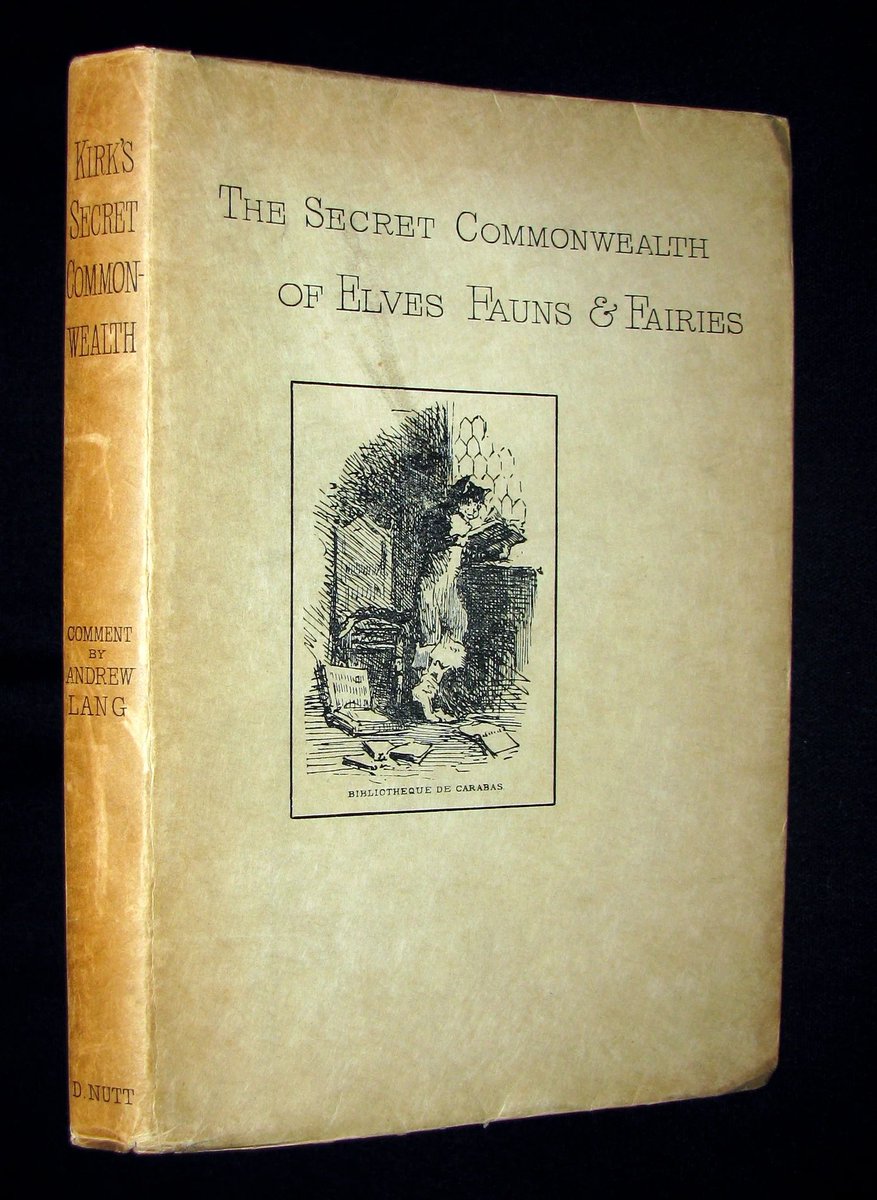 KIRK'S
SECRET
COMMON-
WEALTH
COMMENT
BY
ANDREW
LANG
D. NUTT
THE SECRET COMMONWEALTH
OF ELVES FAUNS & FAIRIES
BIBLIOTHEQUE DE CARABAS.